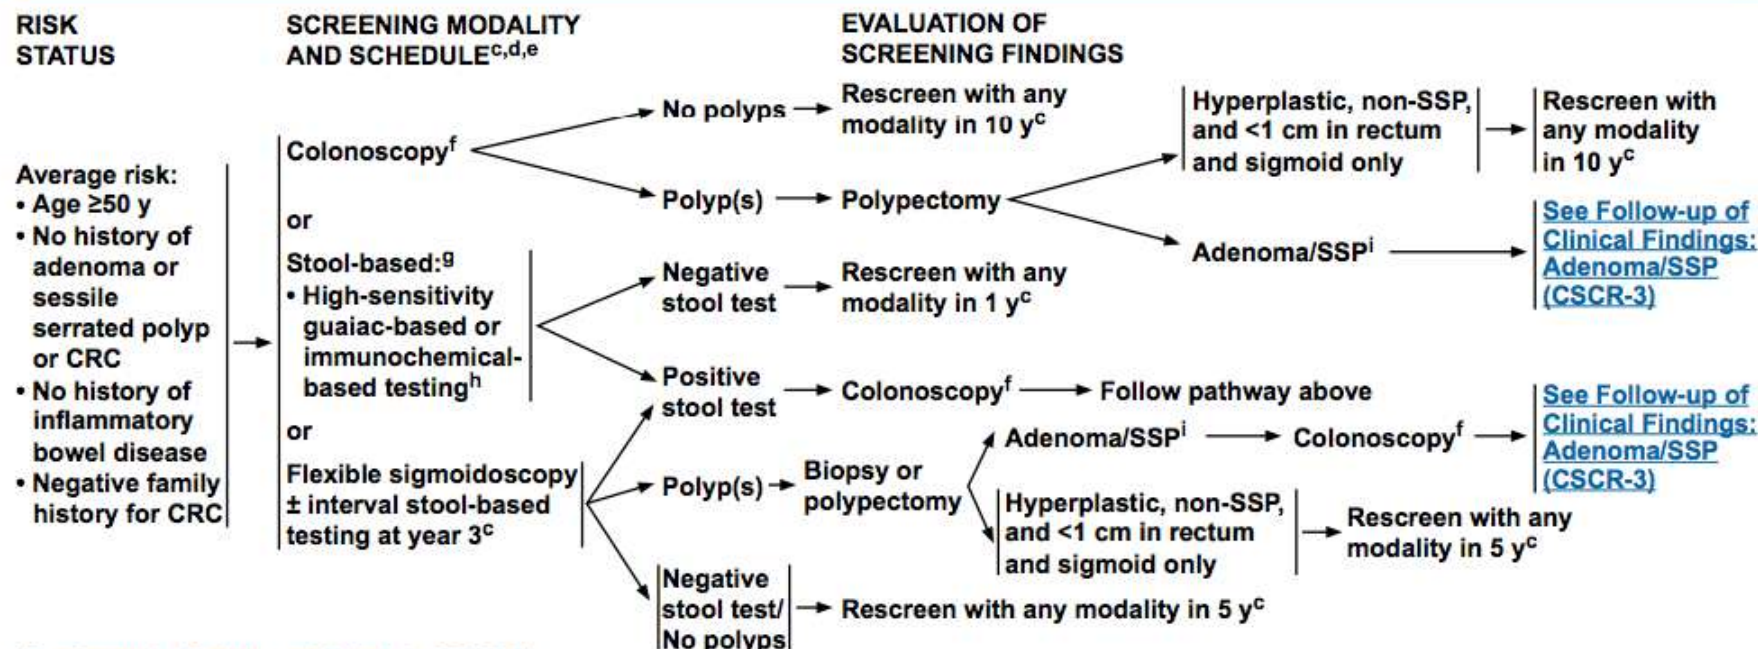 RISK
STATUS
SCREENING MODALITY
AND SCHEDULEc,d,e
EVALUATION OF
SCREENING FINDINGS
Average risk:
• Age ≥50 y
• No history of
adenoma or
sessile
serrated polyp
or CRC
• No history of
inflammatory
bowel disease
• Negative family
history for CRC
Colonoscopyf
or
Stool-based:g
• High-sensitivity
guaiac-based or
immunochemical-
based testingh
or
Flexible sigmoidoscopy
± interval stool-based
testing at year 3c
No polyps
Rescreen with any
modality in 10 yc
Polyp(s)
Polypectomy
Hyperplastic, non-SSP,
and <1 cm in rectum
and sigmoid only
Rescreen with
any modality
in 10 yc
Adenoma/SSPi
See Follow-up of
Clinical Findings:
Adenoma/SSP
(CSCR-3)
Negative
stool test
Rescreen with any
modality in 1 yc
Positive
stool test
Colonoscopyf
Follow pathway above
Polyp(s)
Biopsy or
polypectomy
Adenoma/SSPi
Colonoscopyf
See Follow-up of
Clinical Findings:
Adenoma/SSP
(CSCR-3)
Hyperplastic, non-SSP,
and <1 cm in rectum
and sigmoid only
Rescreen with any
modality in 5 yc
Negative
stool test/
No polyps
Rescreen with any modality in 5 yc